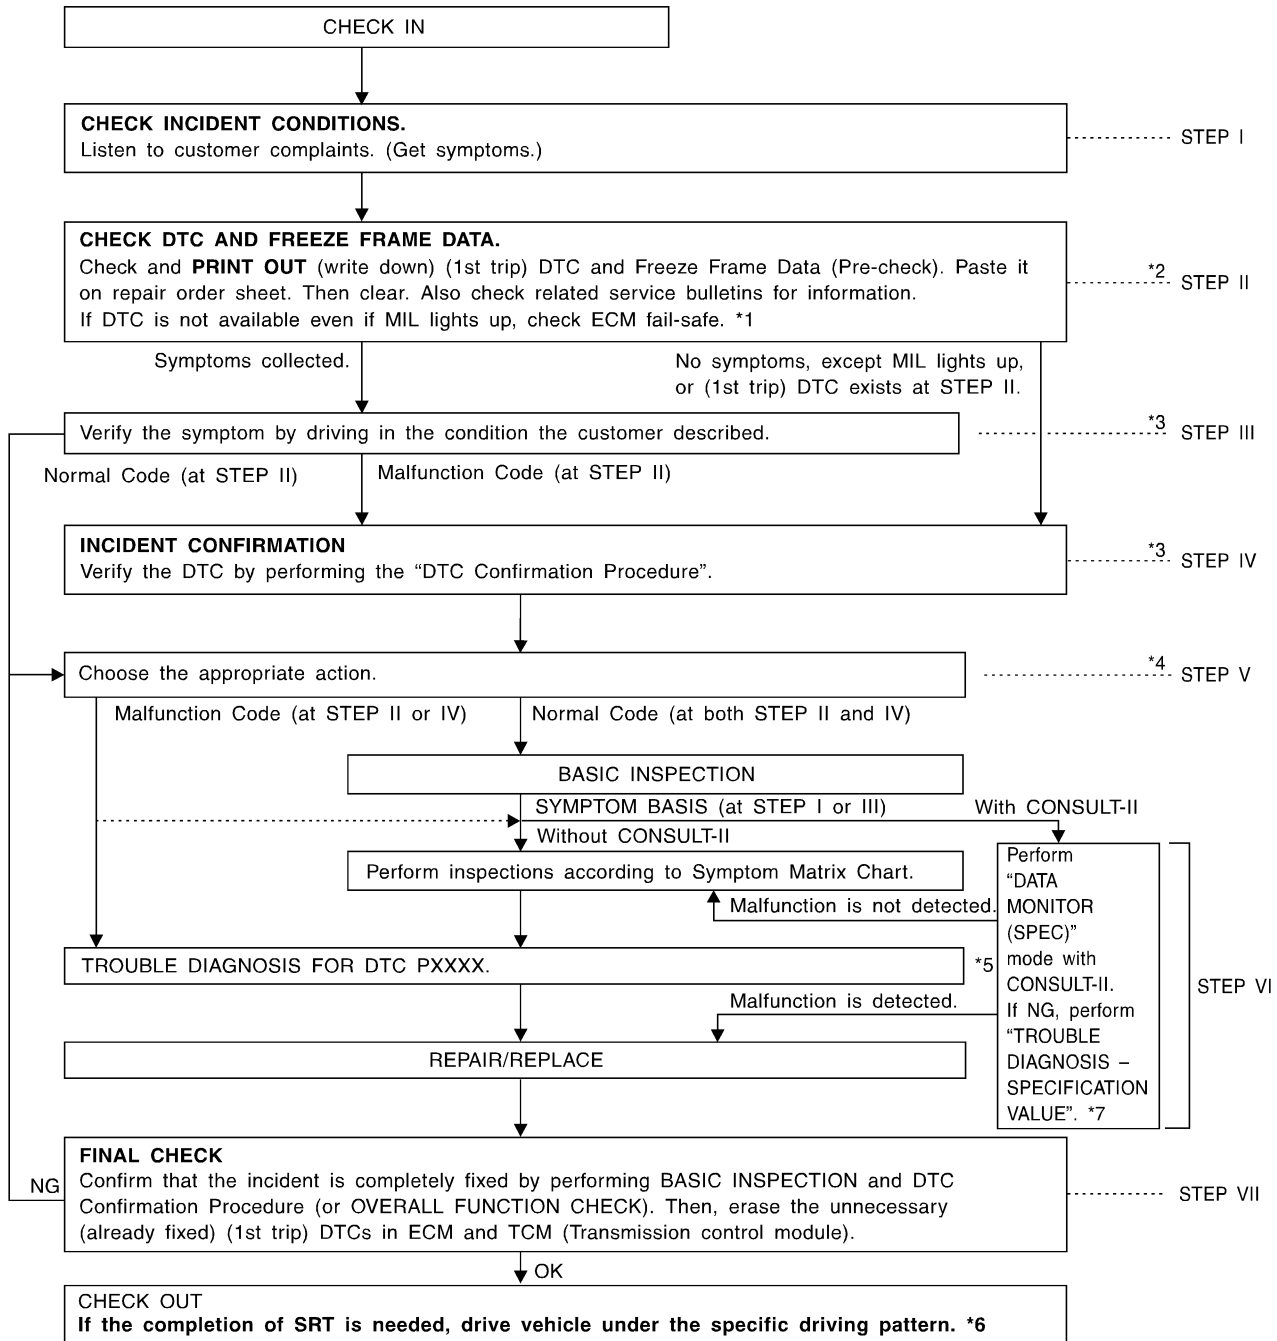 CHECK IN
CHECK INCIDENT CONDITIONS.
Listen to customer complaints. (Get symptoms.)
STEP I
CHECK DTC AND FREEZE FRAME DATA.
Check and PRINT OUT (write down) (1st trip) DTC and Freeze Frame Data (Pre-check). Paste it
on repair order sheet. Then clear. Also check related service bulletins for information.
If DTC is not available even if MIL lights up, check ECM fail-safe. *1
*2
STEP II
Symptoms collected.
No symptoms, except MIL lights up,
or (1st trip) DTC exists at STEP II.
Verify the symptom by driving in the condition the customer described.
*3
STEP III
Normal Code (at STEP II)
Malfunction Code (at STEP II)
INCIDENT CONFIRMATION
Verify the DTC by performing the “DTC Confirmation Procedure”.
*3
STEP IV
Choose the appropriate action.
*4
STEP V
Malfunction Code (at STEP II or IV)
Normal Code (at both STEP II and IV)
BASIC INSPECTION
SYMPTOM BASIS (at STEP I or III)
With CONSULT-II
Without CONSULT-II
Perform inspections according to Symptom Matrix Chart.
Malfunction is not detected.
Perform
“DATA
MONITOR
(SPEC)”
mode with
CONSULT-II.
If NG, perform
“TROUBLE
DIAGNOSIS –
SPECIFICATION
VALUE”. *7
STEP VI
TROUBLE DIAGNOSIS FOR DTC PXXXX.
*5
Malfunction is detected.
REPAIR/REPLACE
FINAL CHECK
Confirm that the incident is completely fixed by performing BASIC INSPECTION and DTC
Confirmation Procedure (or OVERALL FUNCTION CHECK). Then, erase the unnecessary
(already fixed) (1st trip) DTCs in ECM and TCM (Transmission control module).
NG
STEP VII
OK
CHECK OUT
If the completion of SRT is needed, drive vehicle under the specific driving pattern. *6